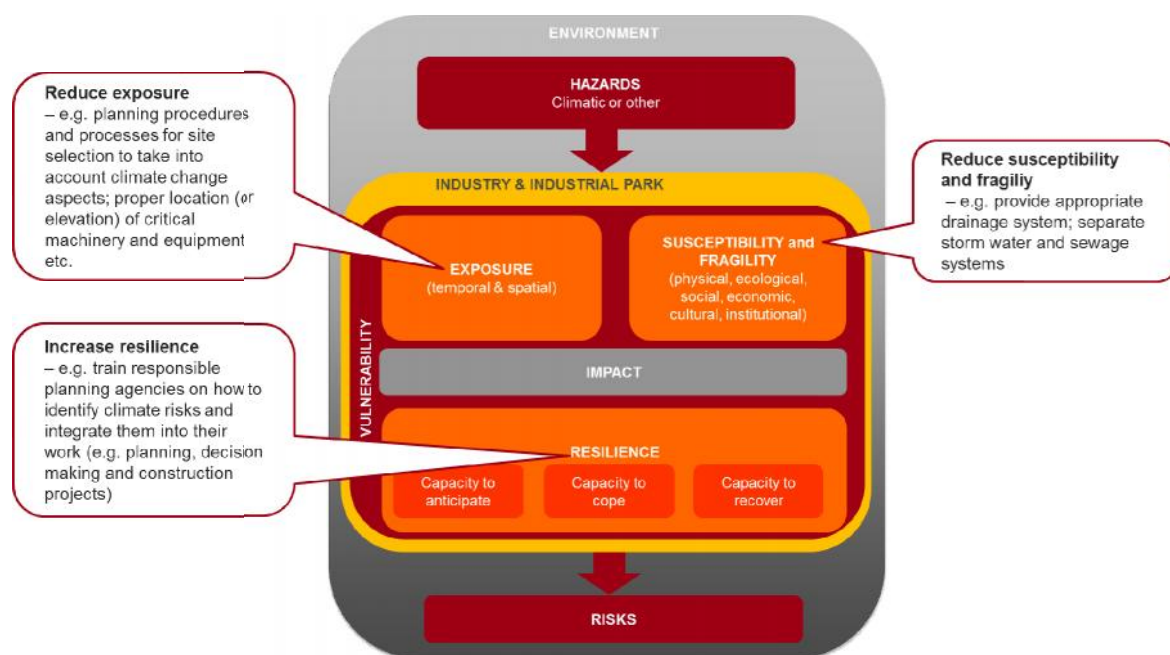 ENVIRONMENT
HAZARDS
Climatic or other
Reduce exposure
– e.g. planning procedures
and processes for site
selection to take into
account climate change
aspects; proper location (or
elevation) of critical
machinery and equipment
etc.
Reduce susceptibility
and fragiliy
– e.g. provide appropriate
drainage system; separate
storm water and sewage
systems
INDUSTRY & INDUSTRIAL PARK
EXPOSURE
(temporal & spatial)
SUSCEPTIBILITY and
FRAGILITY
(physical, ecological,
social, economic,
cultural, institutional)
VULNERABILITY
IMPACT
Increase resilience
– e.g. train responsible
planning agencies on how to
identify climate risks and
integrate them into their
work (e.g. planning, decision
making and construction
projects)
RESILIENCE
Capacity to
anticipate
Capacity to
cope
Capacity to
recover
RISKS